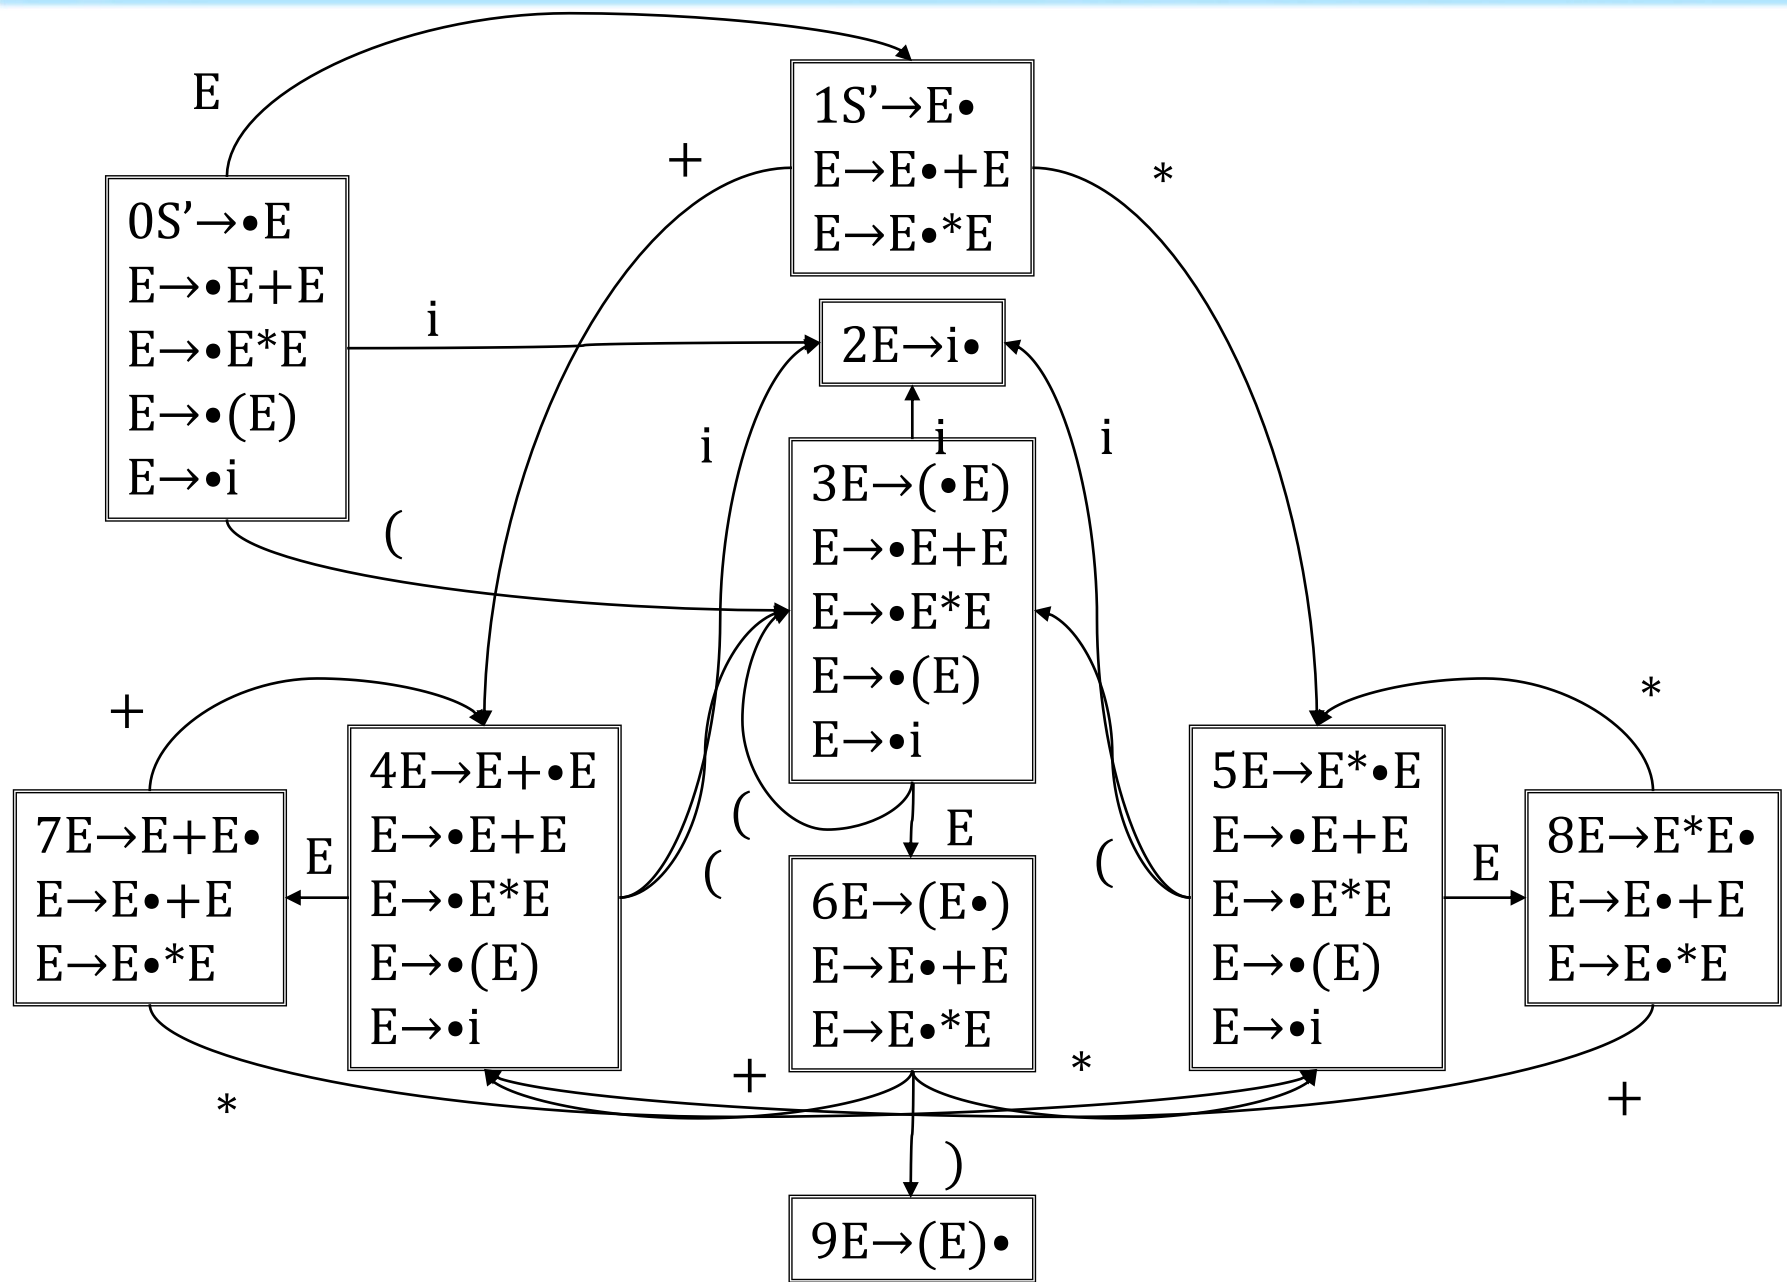 E
1S’→E•
E→E•+E
E→E•*E
+
*
0S’→•E
E→•E+E
E→•E*E
E→•(E)
E→•i
i
2E→i•
i
i
i
(
3E→(•E)
E→•E+E
E→•E*E
E→•(E)
E→•i
+
*
4E→E+•E
E→•E+E
E→•E*E
E→•(E)
E→•i
5E→E*•E
E→•E+E
E→•E*E
E→•(E)
E→•i
7E→E+E•
E→E•+E
E→E•*E
E
(
(
E
(
E
8E→E*E•
E→E•+E
E→E•*E
6E→(E•)
E→E•+E
E→E•*E
*
+
*
+
)
9E→(E)•